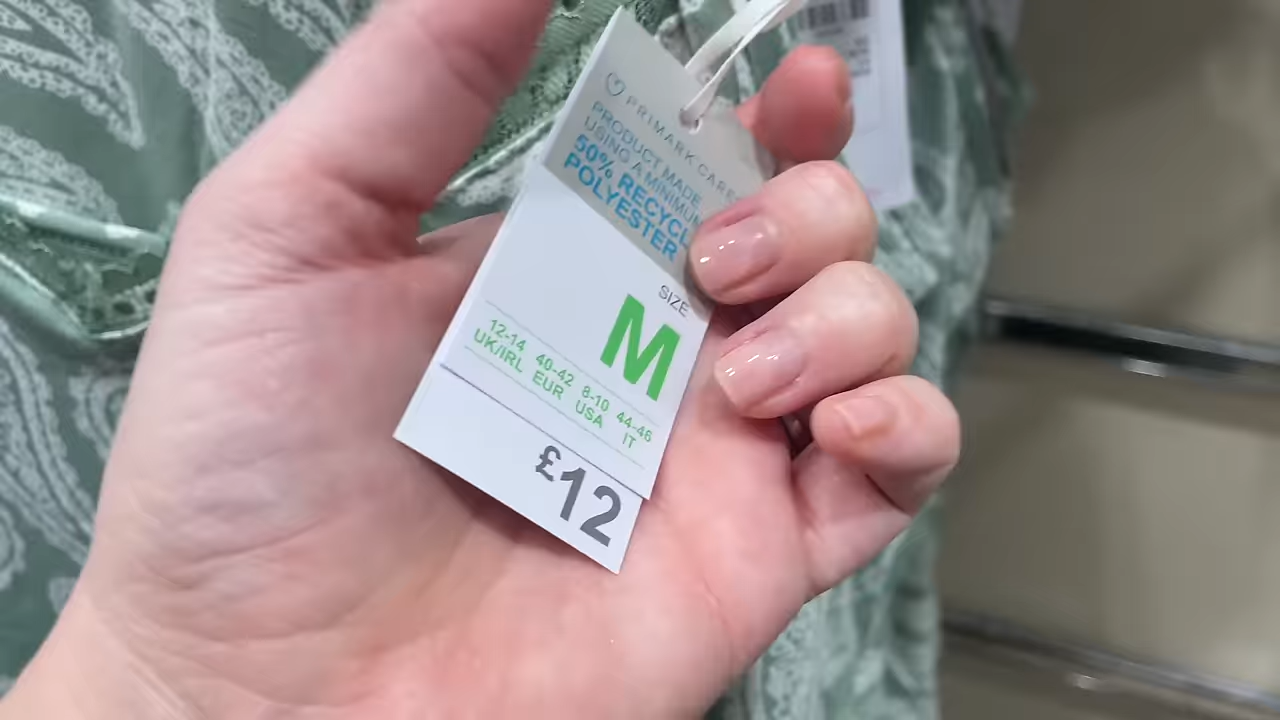 PRIMARK CARES
PRODUCT MADE
USING A MINIMUM
50% RECYCL
POLYESTER
SIZE
M
12-14 40-42 8-10 44-46
UK/IRL EUR USA IT
£12